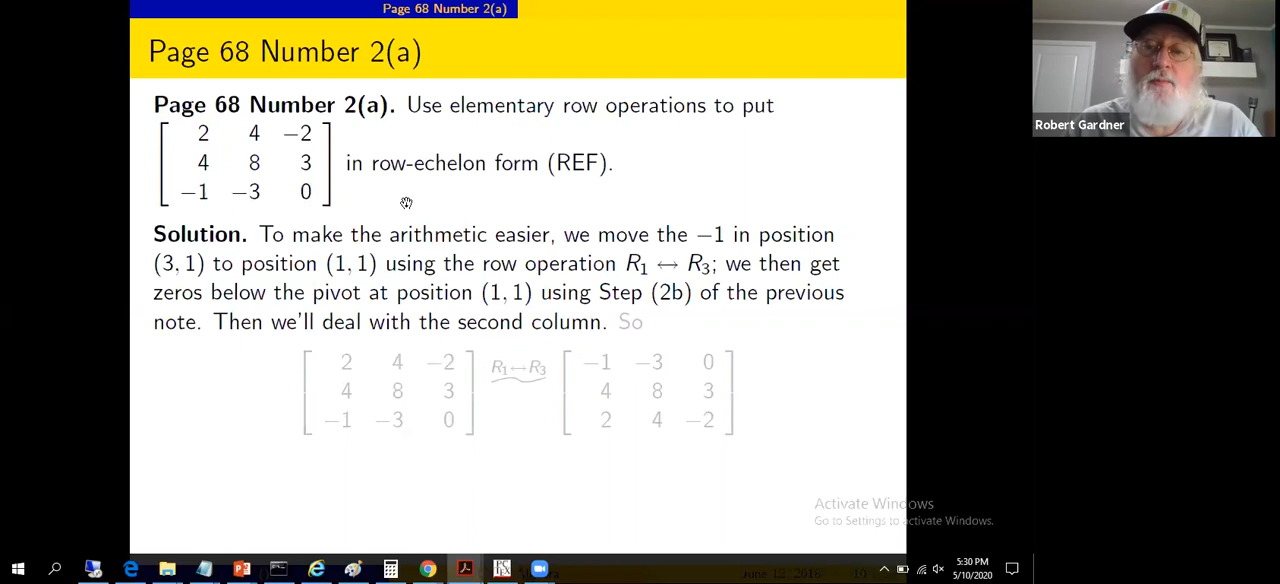 Page 68 Number 2(a)
Page 68 Number 2(a)
Page 68 Number 2(a). Use elementary row operations to put
2 4 −2
4 8 3 in row-echelon form (REF).
−1 −3 0
Solution. To make the arithmetic easier, we move the −1 in position
(3, 1) to position (1, 1) using the row operation R₁ ↔ R₃; we then get
zeros below the pivot at position (1, 1) using Step (2b) of the previous
note. Then we'll deal with the second column. So
2 4 −2 R₁↔R₃ −1 −3 0
4 8 3 4 8 3
−1 −3 0 2 4 −2
Robert Gardner
Activate Windows
Go to Settings to activate Windows.
5:30 PM
5/10/2020